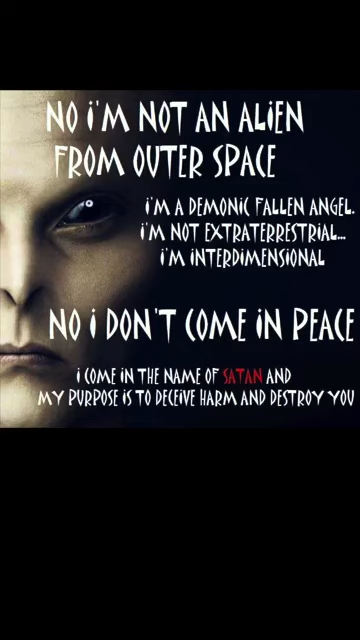 NO i'M NOT AN ALiEN
FROM OUTER SPACE
i'M A DEMONiC FALLEN ANGEL.
i'M NOT EXTRATERRESTRiAL...
i'M iNTERDiMENSiONAL
NO i DON'T COME iN PEACE
i COME iN THE NAME OF SATAN AND
MY PURPOSE iS TO DECEiVE HARM AND DESTROY YOU